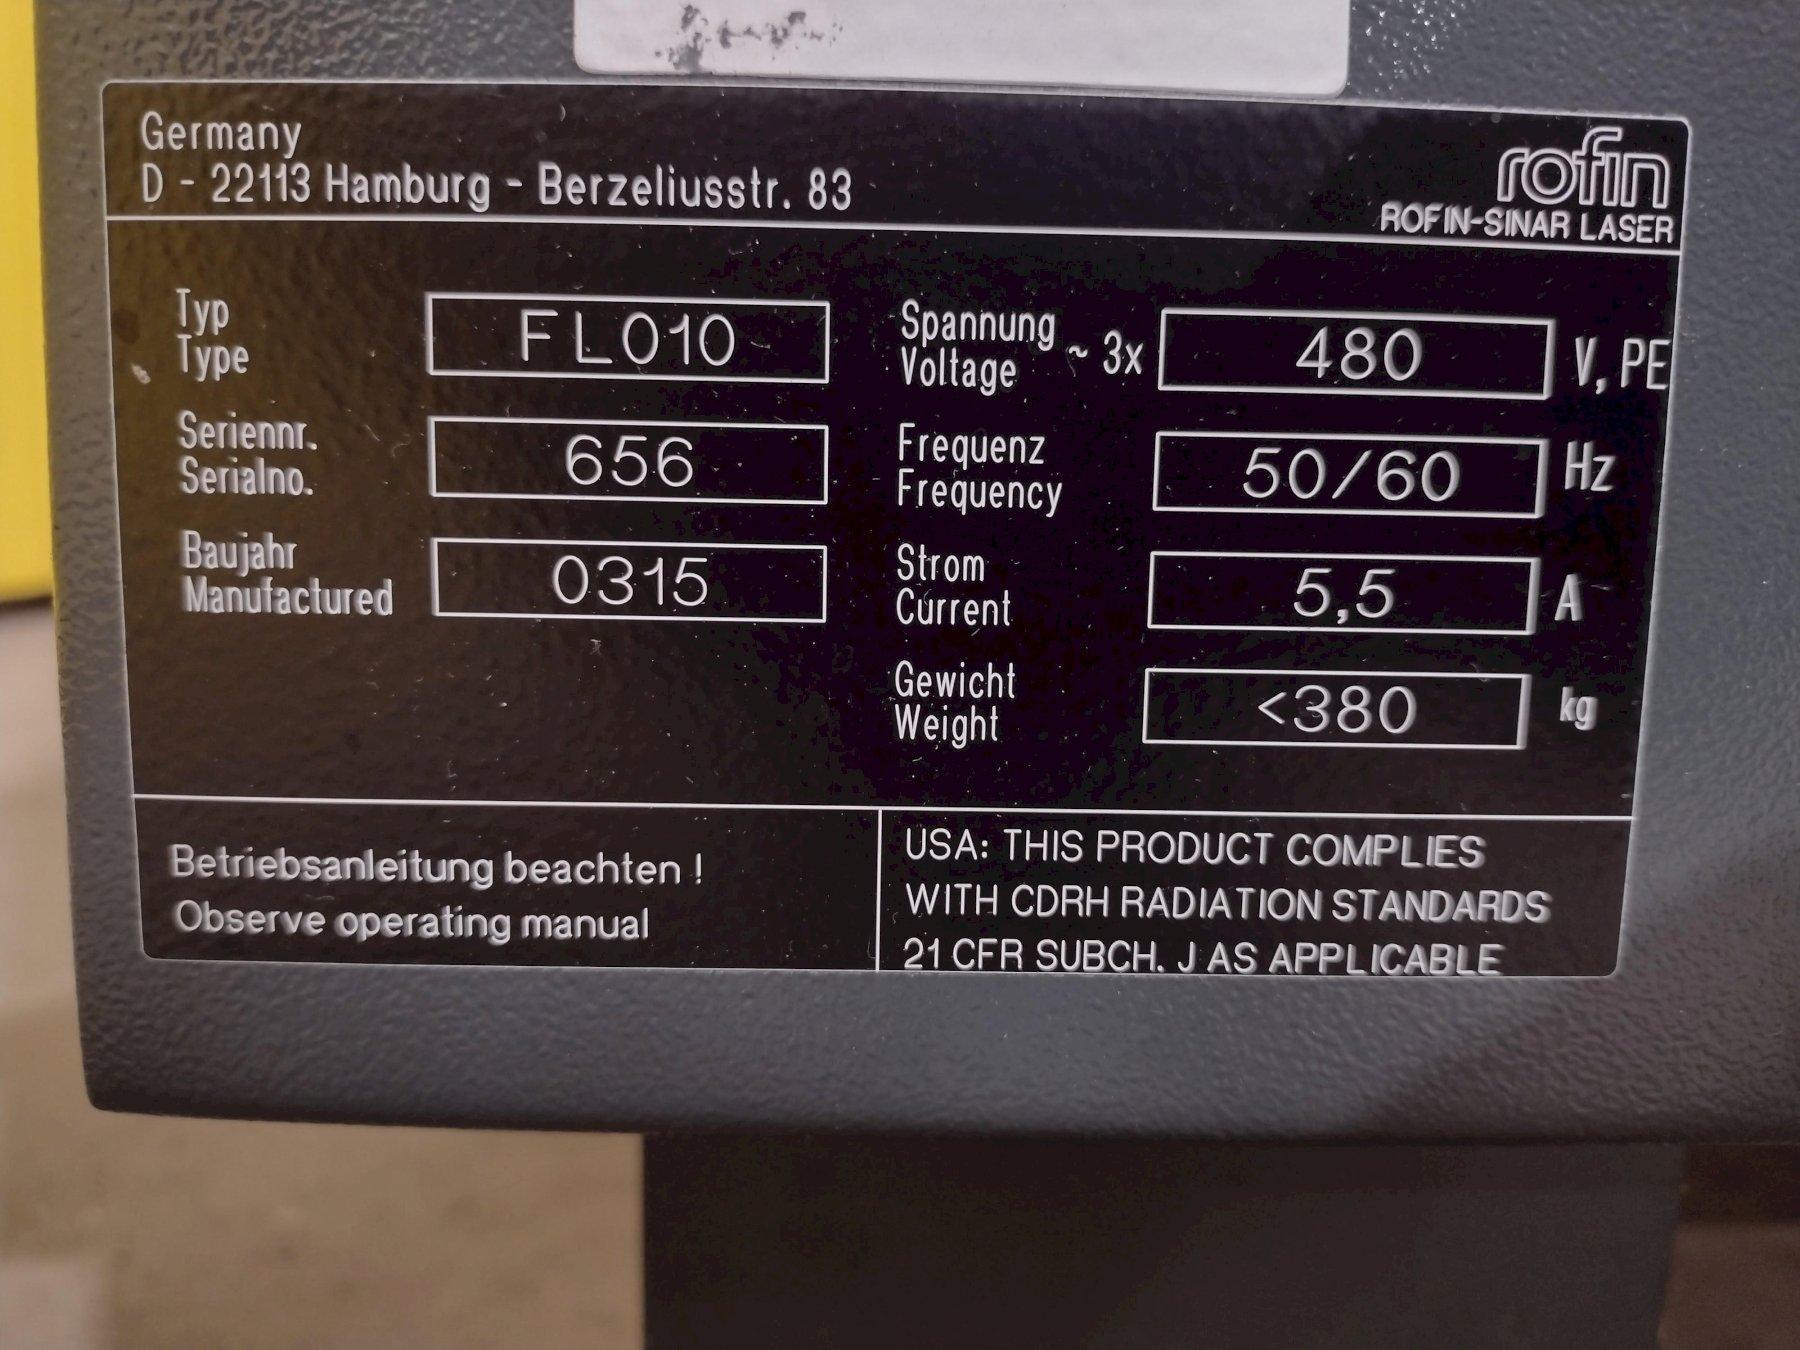 Germany
D - 22113 Hamburg - Berzeliusstr. 83
rofin
ROFIN-SINAR LASER
Typ
Type
FL010
Seriennr.
Serialno.
656
Baujahr
Manufactured
0315
Spannung
Voltage
~ 3x
480
V, PE
Frequenz
Frequency
50/60
Hz
Strom
Current
5,5
A
Gewicht
Weight
<380
kg
Betriebsanleitung beachten !
Observe operating manual
USA: THIS PRODUCT COMPLIES
WITH CDRH RADIATION STANDARDS
21 CFR SUBCH. J AS APPLICABLE